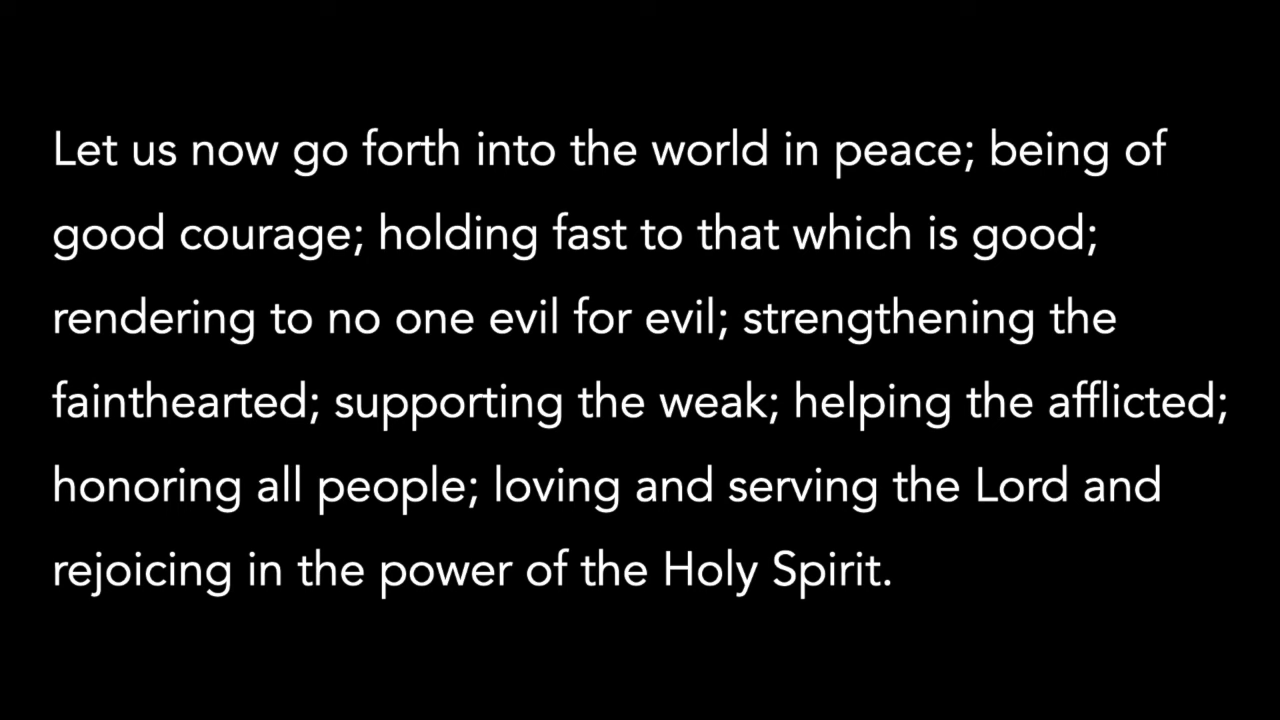 Let us now go forth into the world in peace; being of
good courage; holding fast to that which is good;
rendering to no one evil for evil; strengthening the
fainthearted; supporting the weak; helping the afflicted;
honoring all people; loving and serving the Lord and
rejoicing in the power of the Holy Spirit.